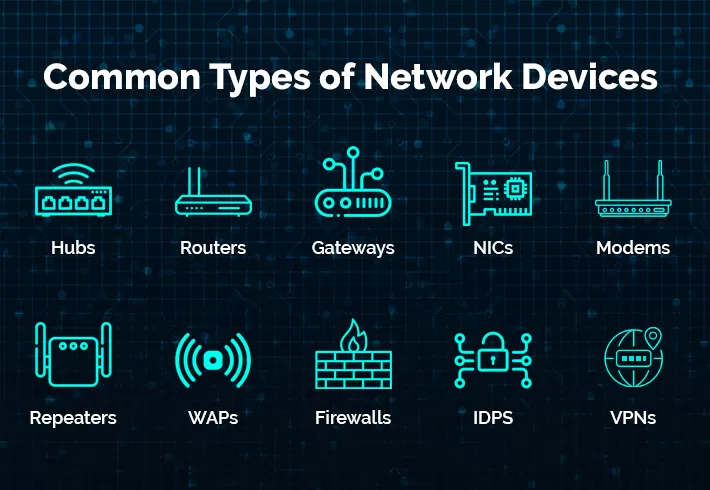 Common Types of Network Devices
Hubs
Routers
Gateways
NICs
Modems
Repeaters
WAPs
Firewalls
IDPS
VPNs